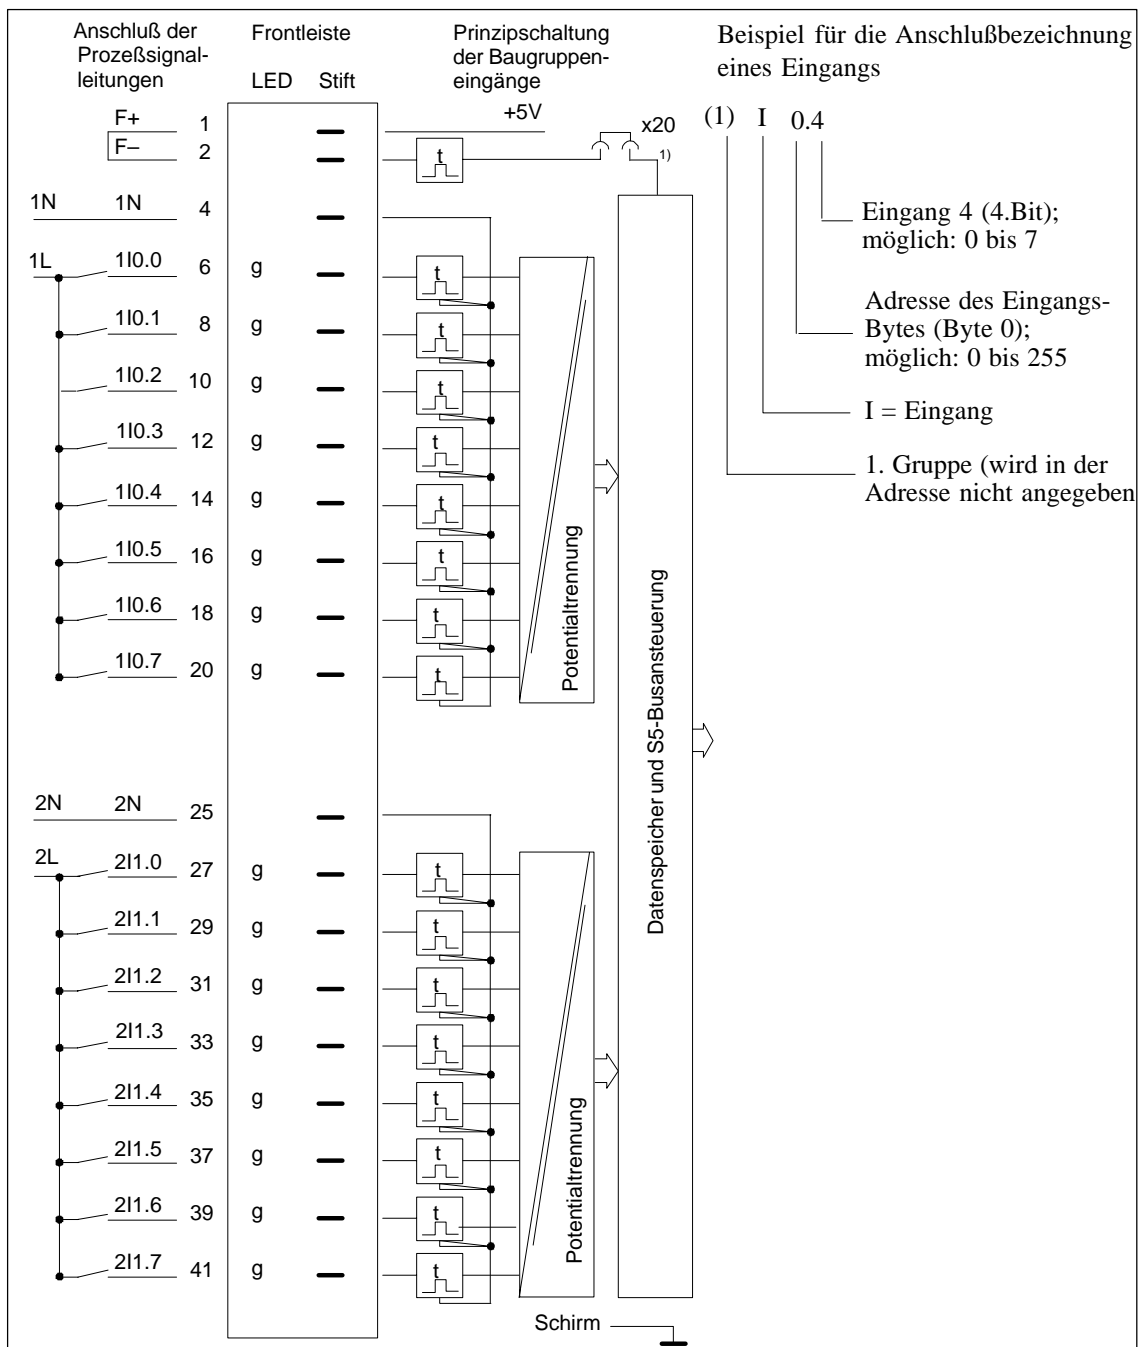 Anschluß der
Prozeßsignal-
leitungen
Frontleiste
LED Stift
Prinzipschaltung
der Baugruppen-
eingänge
Beispiel für die Anschlußbezeichnung
eines Eingangs
+5V
x20
1)
(1) I 0.4
Eingang 4 (4.Bit);
möglich: 0 bis 7
Adresse des Eingangs-
Bytes (Byte 0);
möglich: 0 bis 255
I = Eingang
1. Gruppe (wird in der
Adresse nicht angegeben
F+ 1
F– 2 t
1N 1N 4
1L 1I0.0 6 g t
1I0.1 8 g t
1I0.2 10 g t
1I0.3 12 g t
1I0.4 14 g t
1I0.5 16 g t
1I0.6 18 g t
1I0.7 20 g t
Potentialtrennung
Datenspeicher und S5-Busansteuerung
2N 2N 25
2L 2I1.0 27 g t
2I1.1 29 g t
2I1.2 31 g t
2I1.3 33 g t
2I1.4 35 g t
2I1.5 37 g t
2I1.6 39 g t
2I1.7 41 g t
Potentialtrennung
Schirm